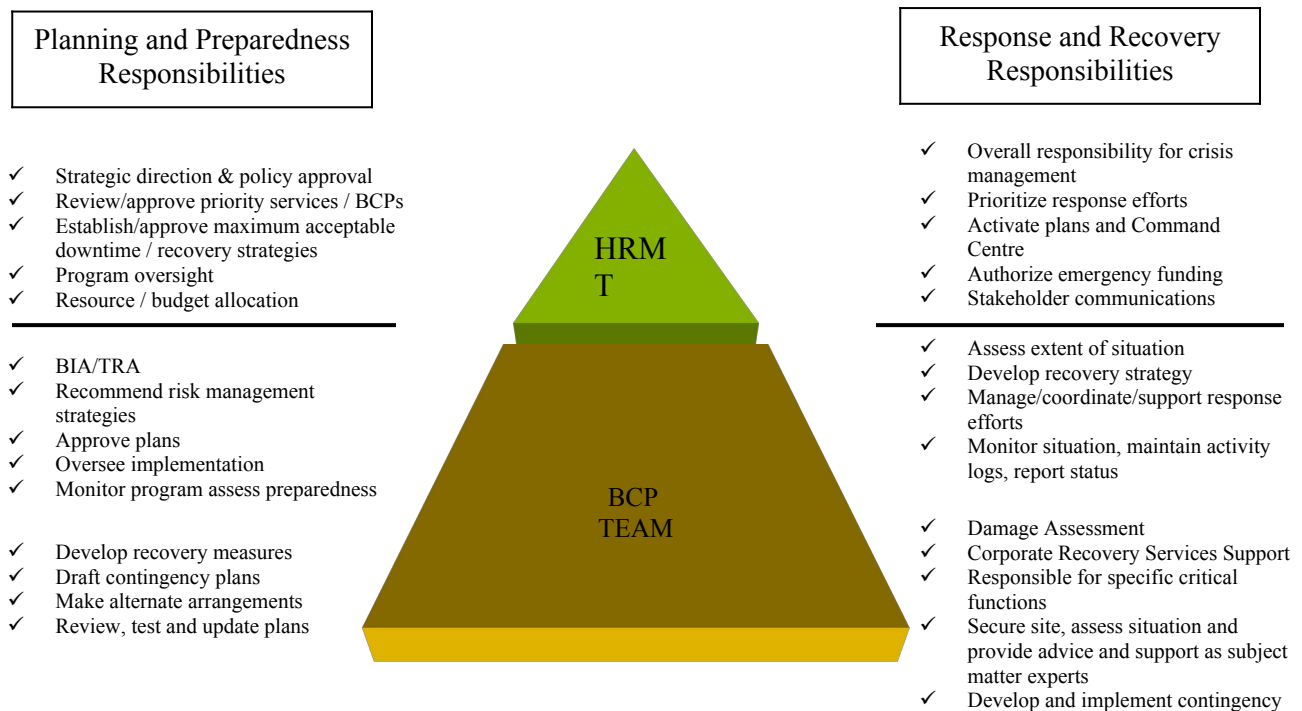 Planning and Preparedness
Responsibilities
✓ Strategic direction & policy approval
✓ Review/approve priority services / BCPs
✓ Establish/approve maximum acceptable
downtime / recovery strategies
✓ Program oversight
✓ Resource / budget allocation
✓ BIA/TRA
✓ Recommend risk management
strategies
✓ Approve plans
✓ Oversee implementation
✓ Monitor program assess preparedness
✓ Develop recovery measures
✓ Draft contingency plans
✓ Make alternate arrangements
✓ Review, test and update plans
HRM
T
BCP
TEAM
Response and Recovery
Responsibilities
✓ Overall responsibility for crisis
management
✓ Prioritize response efforts
✓ Activate plans and Command
Centre
✓ Authorize emergency funding
✓ Stakeholder communications
✓ Assess extent of situation
✓ Develop recovery strategy
✓ Manage/coordinate/support response
efforts
✓ Monitor situation, maintain activity
logs, report status
✓ Damage Assessment
✓ Corporate Recovery Services Support
✓ Responsible for specific critical
functions
✓ Secure site, assess situation and
provide advice and support as subject
matter experts
✓ Develop and implement contingency